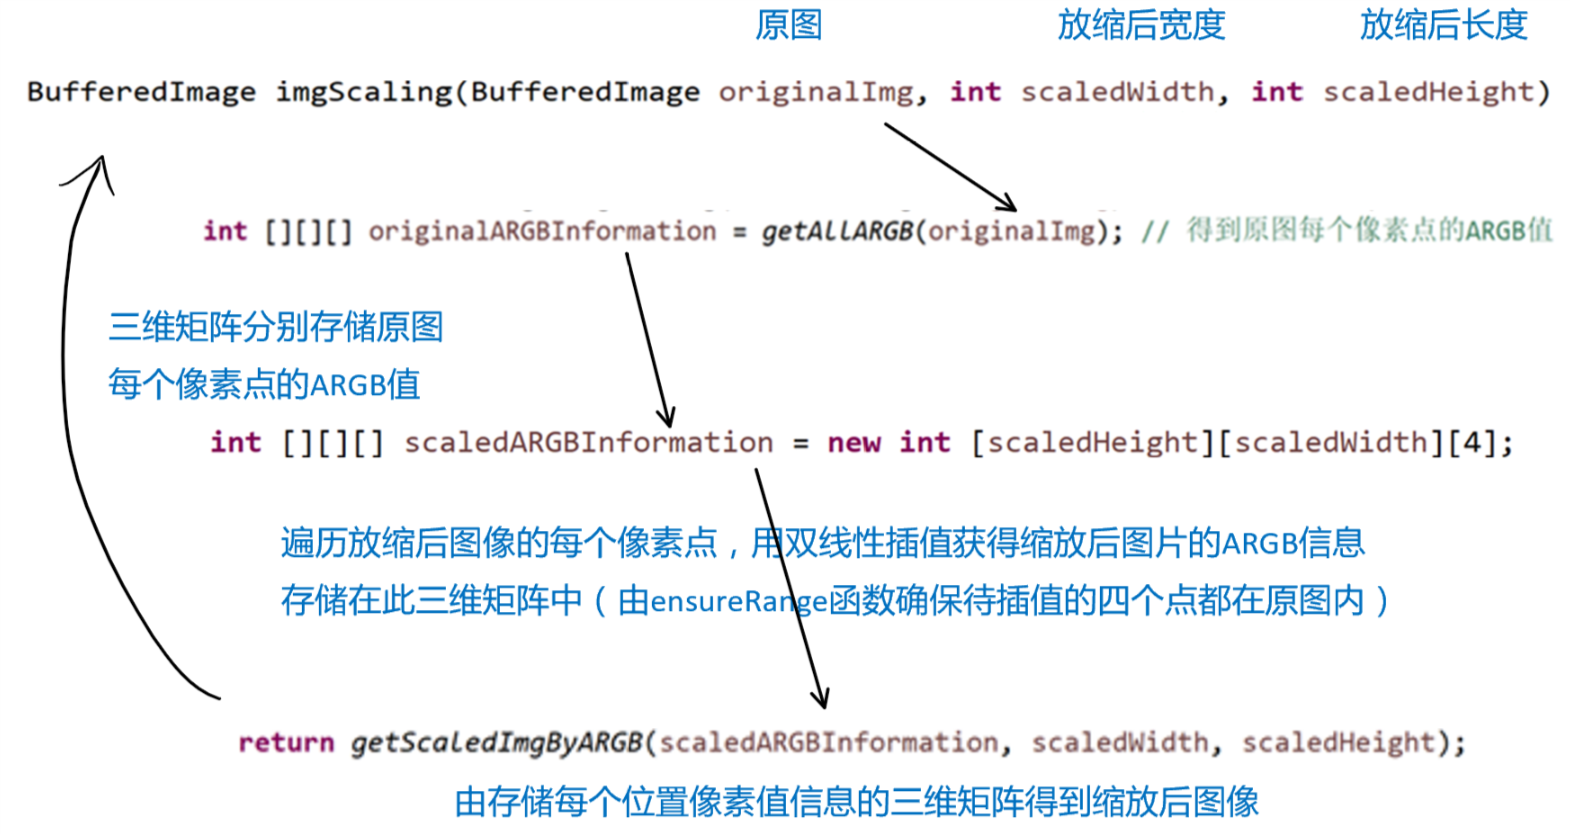 原图 放缩后宽度 放缩后长度
BufferedImage imgScaling(BufferedImage originalImg, int scaledWidth, int scaledHeight)
int [][][] originalARGBInformation = getALLARGB(originalImg); // 得到原图每个像素点的ARGB值
三维矩阵分别存储原图
每个像素点的ARGB值
int [][][] scaledARGBInformation = new int [scaledHeight][scaledWidth][4];
遍历放缩后图像的每个像素点，用双线性插值获得缩放后图片的ARGB信息
存储在此三维矩阵中（由ensureRange函数确保待插值的四个点都在原图内）
return getScaledImgByARGB(scaledARGBInformation, scaledWidth, scaledHeight);
由存储每个位置像素值信息的三维矩阵得到缩放后图像